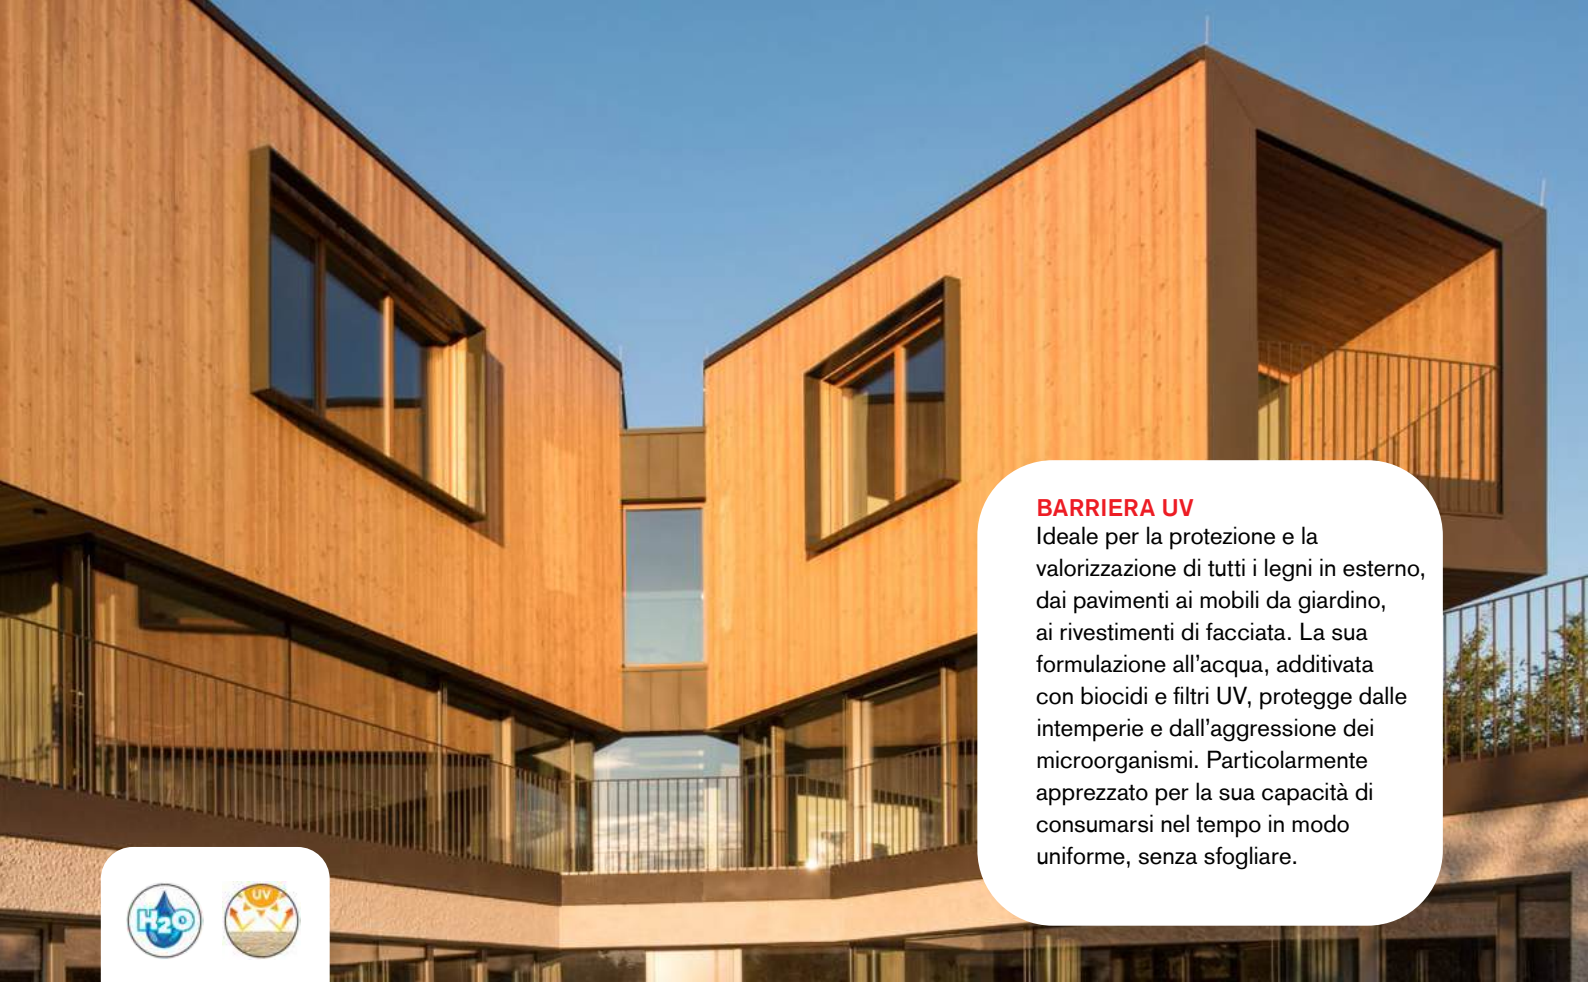 BARRIERA UV
Ideale per la protezione e la
valorizzazione di tutti i legni in esterno,
dai pavimenti ai mobili da giardino,
ai rivestimenti di facciata. La sua
formulazione all’acqua, additivata
con biocidi e filtri UV, protegge dalle
intemperie e dall’aggressione dei
microorganismi. Particolarmente
apprezzato per la sua capacità di
consumarsi nel tempo in modo
uniforme, senza sfogliare.
H2O
UV